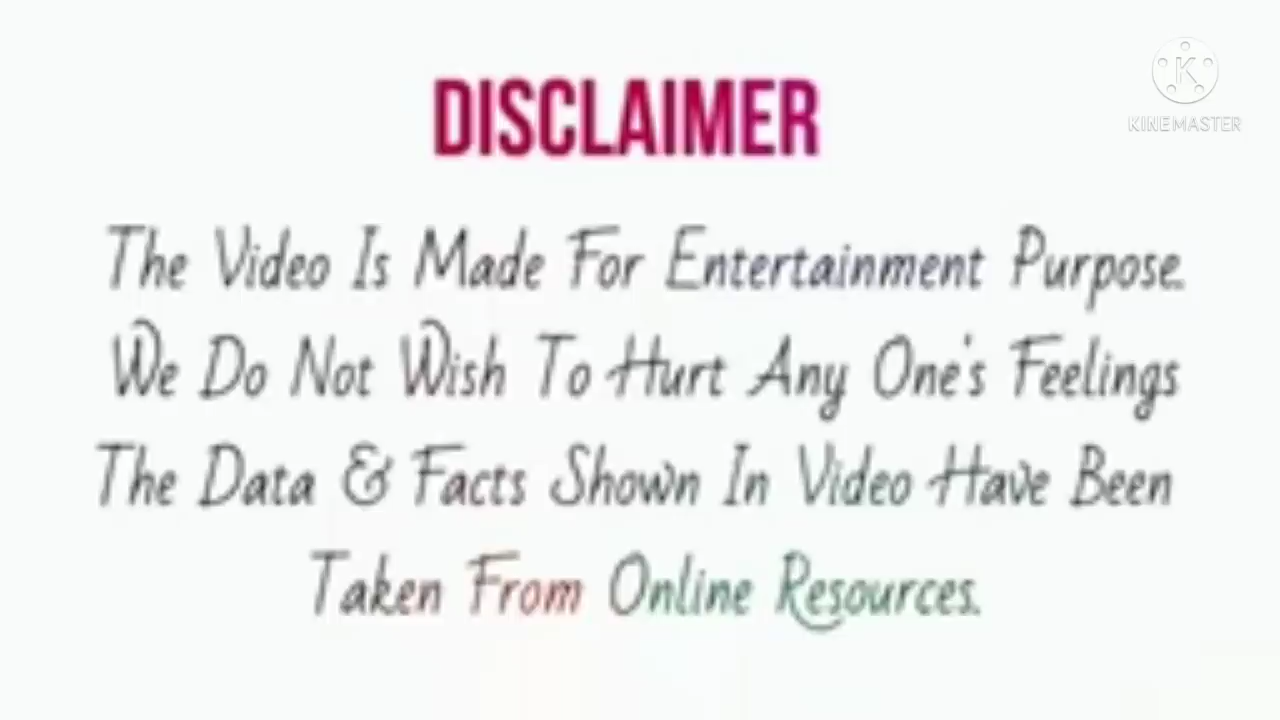 DISCLAIMER
K
KINEMASTER
The Video Is Made For Entertainment Purpose.
We Do Not Wish To Hurt Any One's Feelings
The Data & Facts Shown In Video Have Been
Taken From Online Resources.